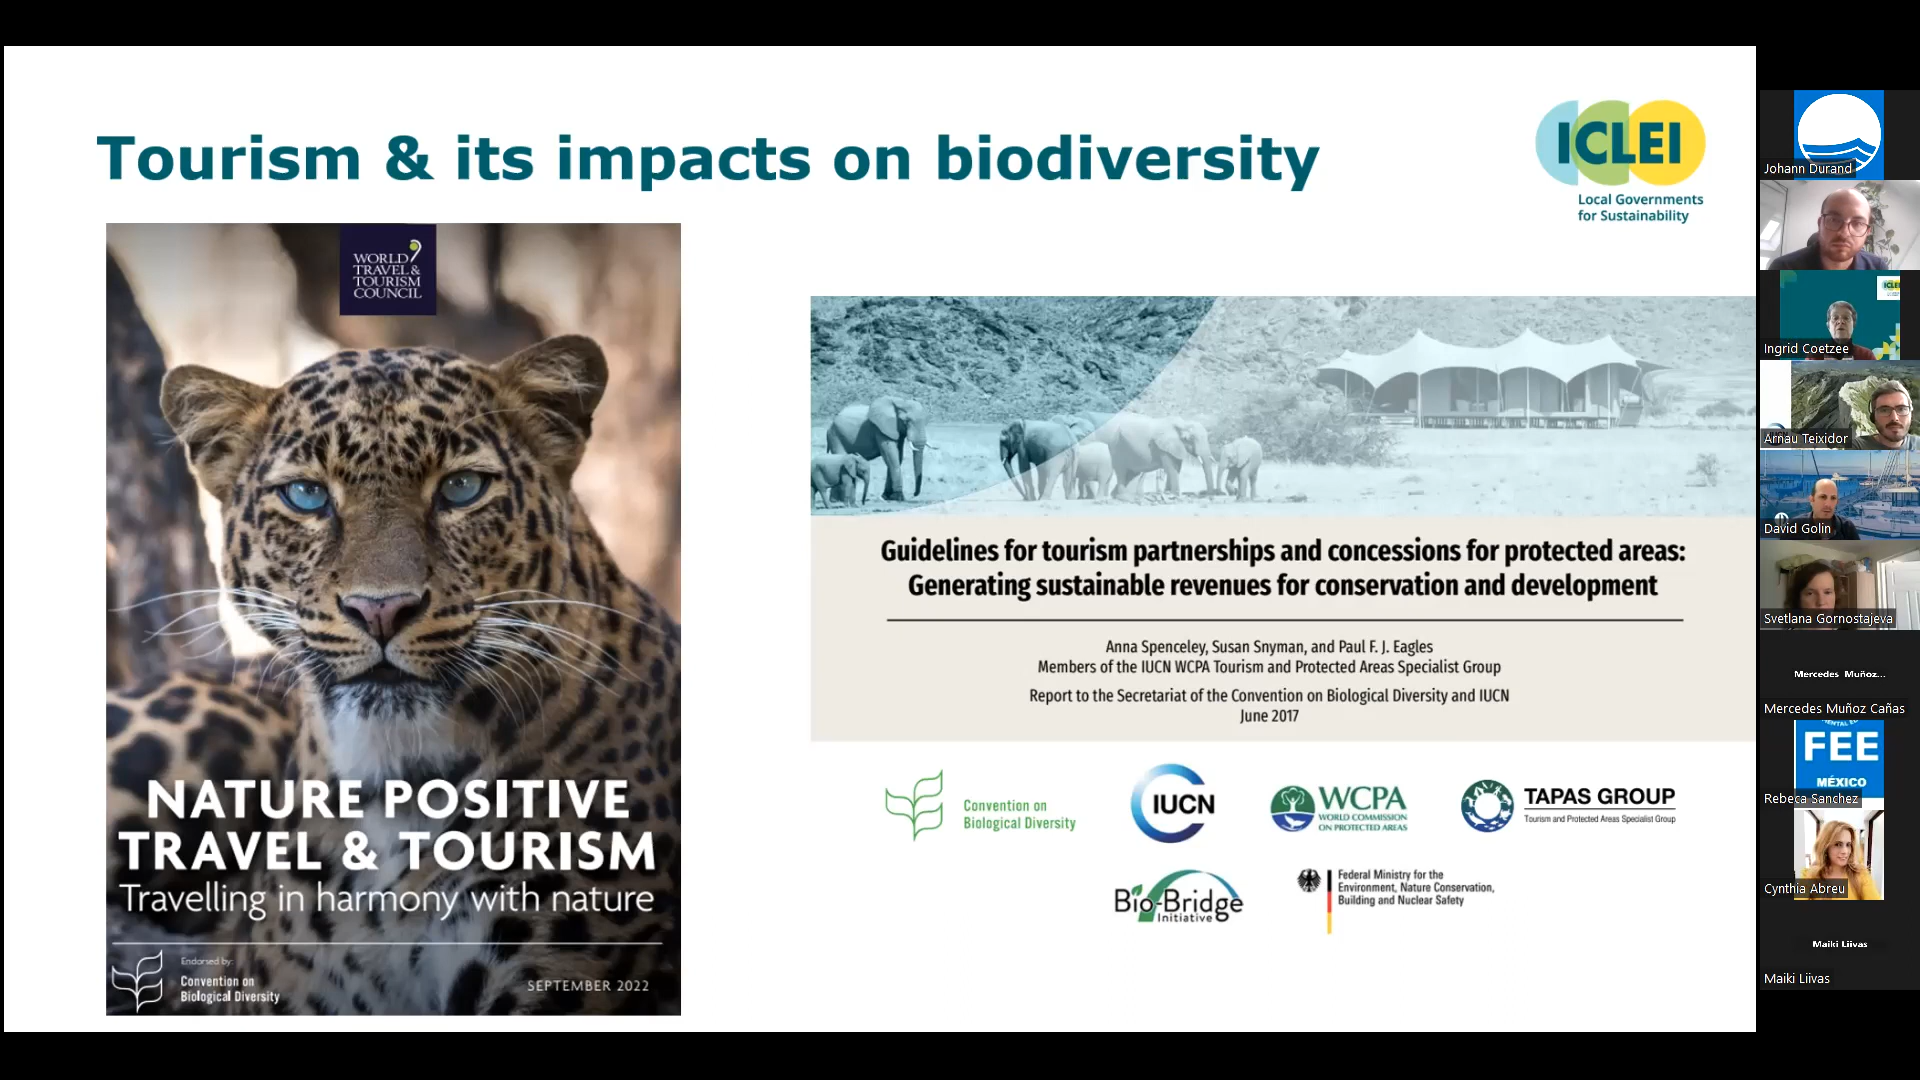 Tourism & its impacts on biodiversity
ICLEI
Local Governments
for Sustainability
WORLD
TRAVEL &
TOURISM
COUNCIL
NATURE POSITIVE
TRAVEL & TOURISM
Travelling in harmony with nature
Endorsed by:
Convention on
Biological Diversity
SEPTEMBER 2022
Guidelines for tourism partnerships and concessions for protected areas:
Generating sustainable revenues for conservation and development
Anna Spenceley, Susan Snyman, and Paul F. J. Eagles
Members of the IUCN WCPA Tourism and Protected Areas Specialist Group
Report to the Secretariat of the Convention on Biological Diversity and IUCN
June 2017
Convention on
Biological Diversity
IUCN
WCPA
WORLD COMMISSION
ON PROTECTED AREAS
TAPAS GROUP
Tourism and Protected Areas Specialist Group
Bio-Bridge
Initiative
Federal Ministry for the
Environment, Nature Conservation,
Building and Nuclear Safety
Johann Durand
Ingrid Coetzee
Arnau Teixidor
David Golin
Svetlana Gornostajeva
Mercedes Muñoz...
Mercedes Muñoz Cañas
FEE
MÉXICO
Rebeca Sanchez
Cynthia Abreu
Maiki Liivas
Maiki Liivas